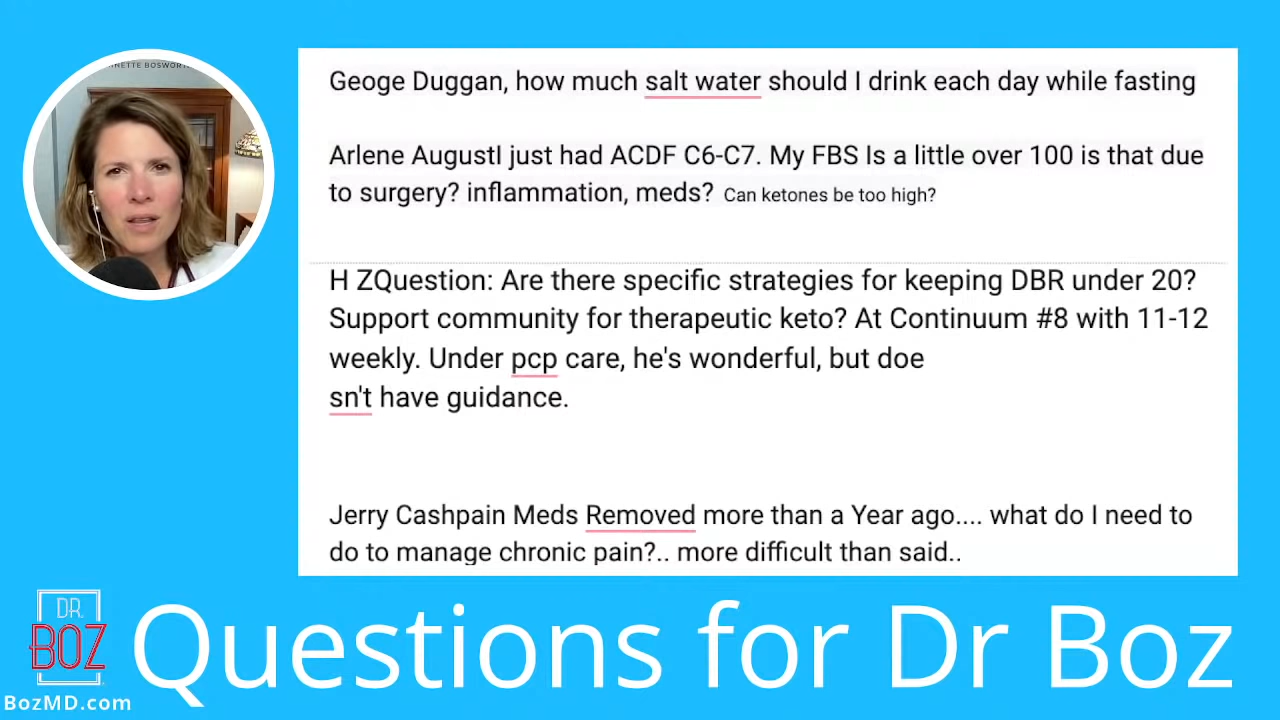 NETTE BOSWORT
Geoge Duggan, how much salt water should I drink each day while fasting
Arlene AugustI just had ACDF C6-C7. My FBS Is a little over 100 is that due
to surgery? inflammation, meds? Can ketones be too high?
H ZQuestion: Are there specific strategies for keeping DBR under 20?
Support community for therapeutic keto? At Continuum #8 with 11-12
weekly. Under pcp care, he's wonderful, but doe
sn't have guidance.
Jerry Cashpain Meds Removed more than a Year ago.... what do I need to
do to manage chronic pain?.. more difficult than said..
DR.
BOZ
Questions for Dr Boz
BozMD.com